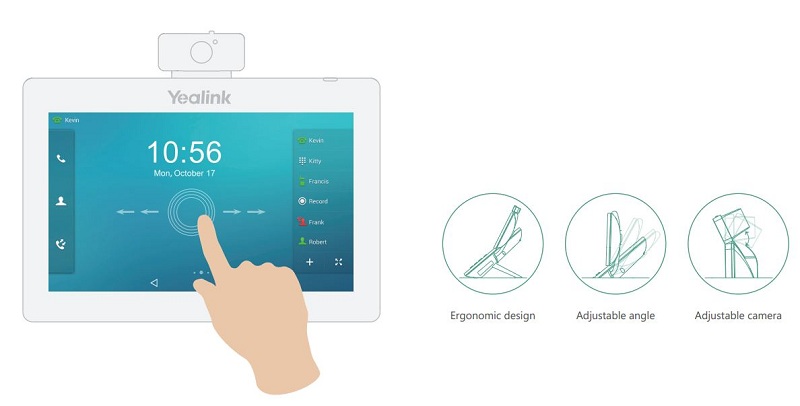 Yealink
Kevin
10:56
Mon, October 17
Kevin
Kitty
Francis
Record
Frank
Robert
Ergonomic design
Adjustable angle
Adjustable camera